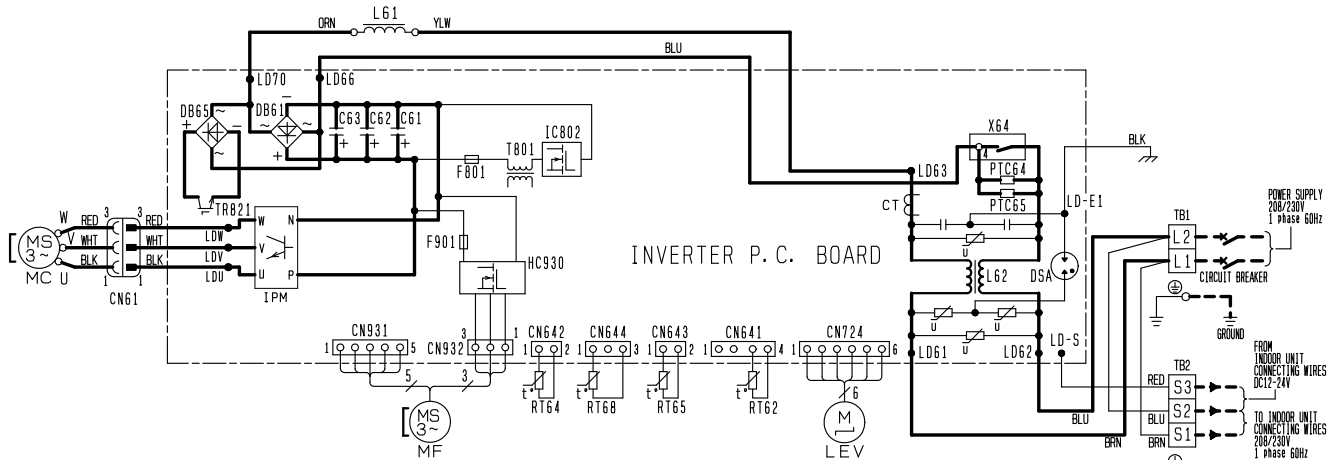 L61
ORN
YLW
BLU
LD70
LD66
DB65
DB61
+
~
−
~
~
−
~
+
C63
C62
C61
+
+
+
IC802
T801
F801
TR821
X64
4
BLK
PTC64
PTC65
LD63
LD-E1
CT
POWER SUPPLY
208/230V
1 phase 60Hz
TB1
L2
L1
CIRCUIT BREAKER
W
V
U
RED
WHT
BLK
3
3
1
1
RED
WHT
BLK
LDW
LDV
LDU
W
V
U
N
P
IPM
MS
3~
MC
CN61
F901
HC930
INVERTER P.C. BOARD
U
L62
DSA
U
U
U
GROUND
CN931
1
5
CN932
3
1
CN642
1
2
CN644
1
3
CN643
1
2
CN641
1
4
CN724
1
6
LD61
LD62
LD-S
FROM
INDOOR UNIT
CONNECTING WIRES
DC12-24V
TB2
S3
S2
S1
RED
BLU
BRN
BLU
BRN
TO INDOOR UNIT
CONNECTING WIRES
208/230V
1 phase 60Hz
5
3
6
t°
RT64
t°
RT68
t°
RT65
t°
RT62
MS
3~
MF
M
LEV